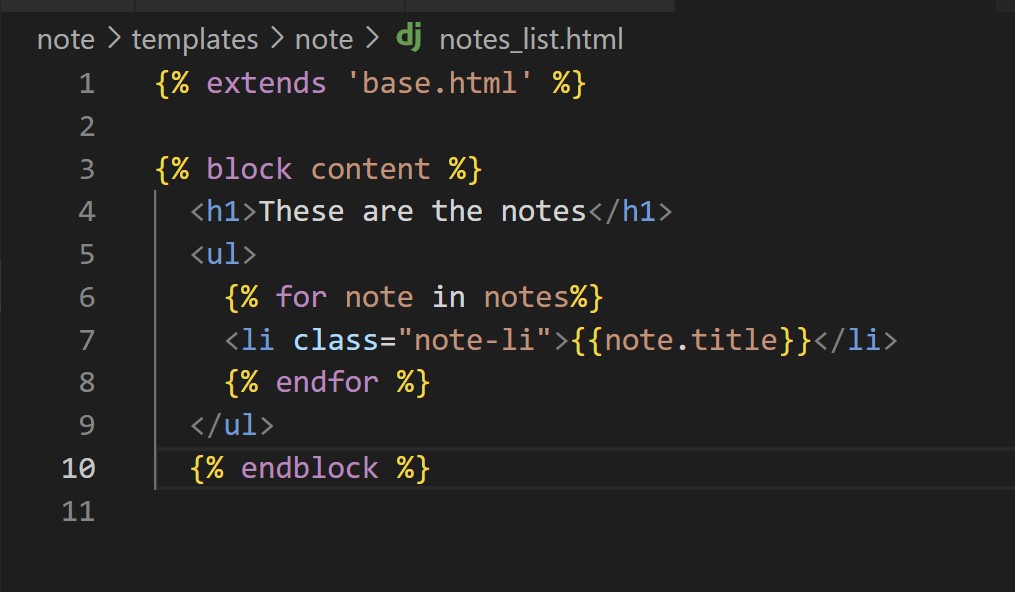 note > templates > note > dj notes_list.html
1 {% extends 'base.html' %}
2
3 {% block content %}
4 <h1>These are the notes</h1>
5 <ul>
6 {% for note in notes%}
7 <li class="note-li">{{note.title}}</li>
8 {% endfor %}
9 </ul>
10 {% endblock %}
11